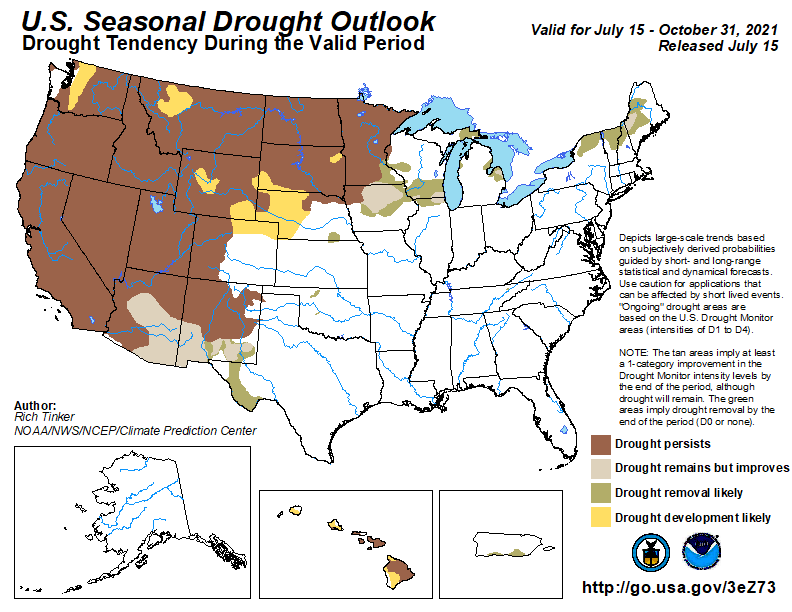 U.S. Seasonal Drought Outlook
Drought Tendency During the Valid Period
Valid for July 15 - October 31, 2021
Released July 15
Depicts large-scale trends based
on subjectively derived probabilities
guided by short- and long-range
statistical and dynamical forecasts.
Use caution for applications that
can be affected by short lived events.
"Ongoing" drought areas are
based on the U.S. Drought Monitor
areas (intensities of D1 to D4).
NOTE: The tan areas imply at least
a 1-category improvement in the
Drought Monitor intensity levels by
the end of the period, although
drought will remain. The green
areas imply drought removal by the
end of the period (D0 or none).
Author:
Rich Tinker
NOAA/NWS/NCEP/Climate Prediction Center
Drought persists
Drought remains but improves
Drought removal likely
Drought development likely
http://go.usa.gov/3eZ73